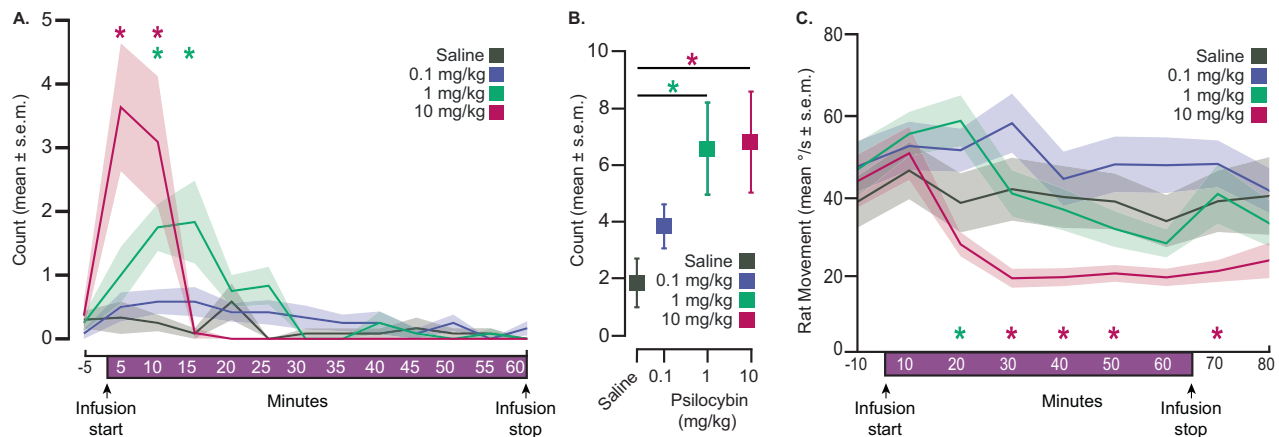 A.
Count (mean ± s.e.m.)
5
4
3
2
1
0
* *
* *
Saline
0.1 mg/kg
1 mg/kg
10 mg/kg
-5 5 10 15 20 25 30 35 40 45 50 55 60
Infusion start
Minutes
Infusion stop
B.
Count (mean ± s.e.m.)
10
8
6
4
2
0
*
*
Saline
0.1 mg/kg
1 mg/kg
10 mg/kg
Saline 0.1 1 10
Psilocybin
(mg/kg)
C.
Rat Movement (mean °/s ± s.e.m.)
80
60
40
20
0
Saline
0.1 mg/kg
1 mg/kg
10 mg/kg
* * * * *
-10 10 20 30 40 50 60 70 80
Infusion start
Minutes
Infusion stop